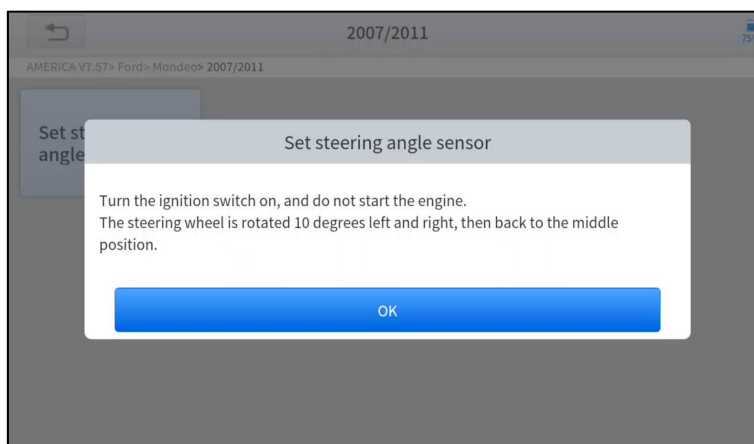 2007/2011
AMERICA V7.57> Ford> Mondeo> 2007/2011
Set st
angle
Set steering angle sensor
Turn the ignition switch on, and do not start the engine.
The steering wheel is rotated 10 degrees left and right, then back to the middle
position.
OK